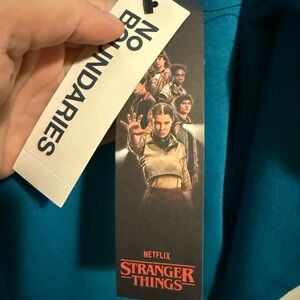 NO
BOUNDARIES
NETFLIX
STRANGER
THINGS